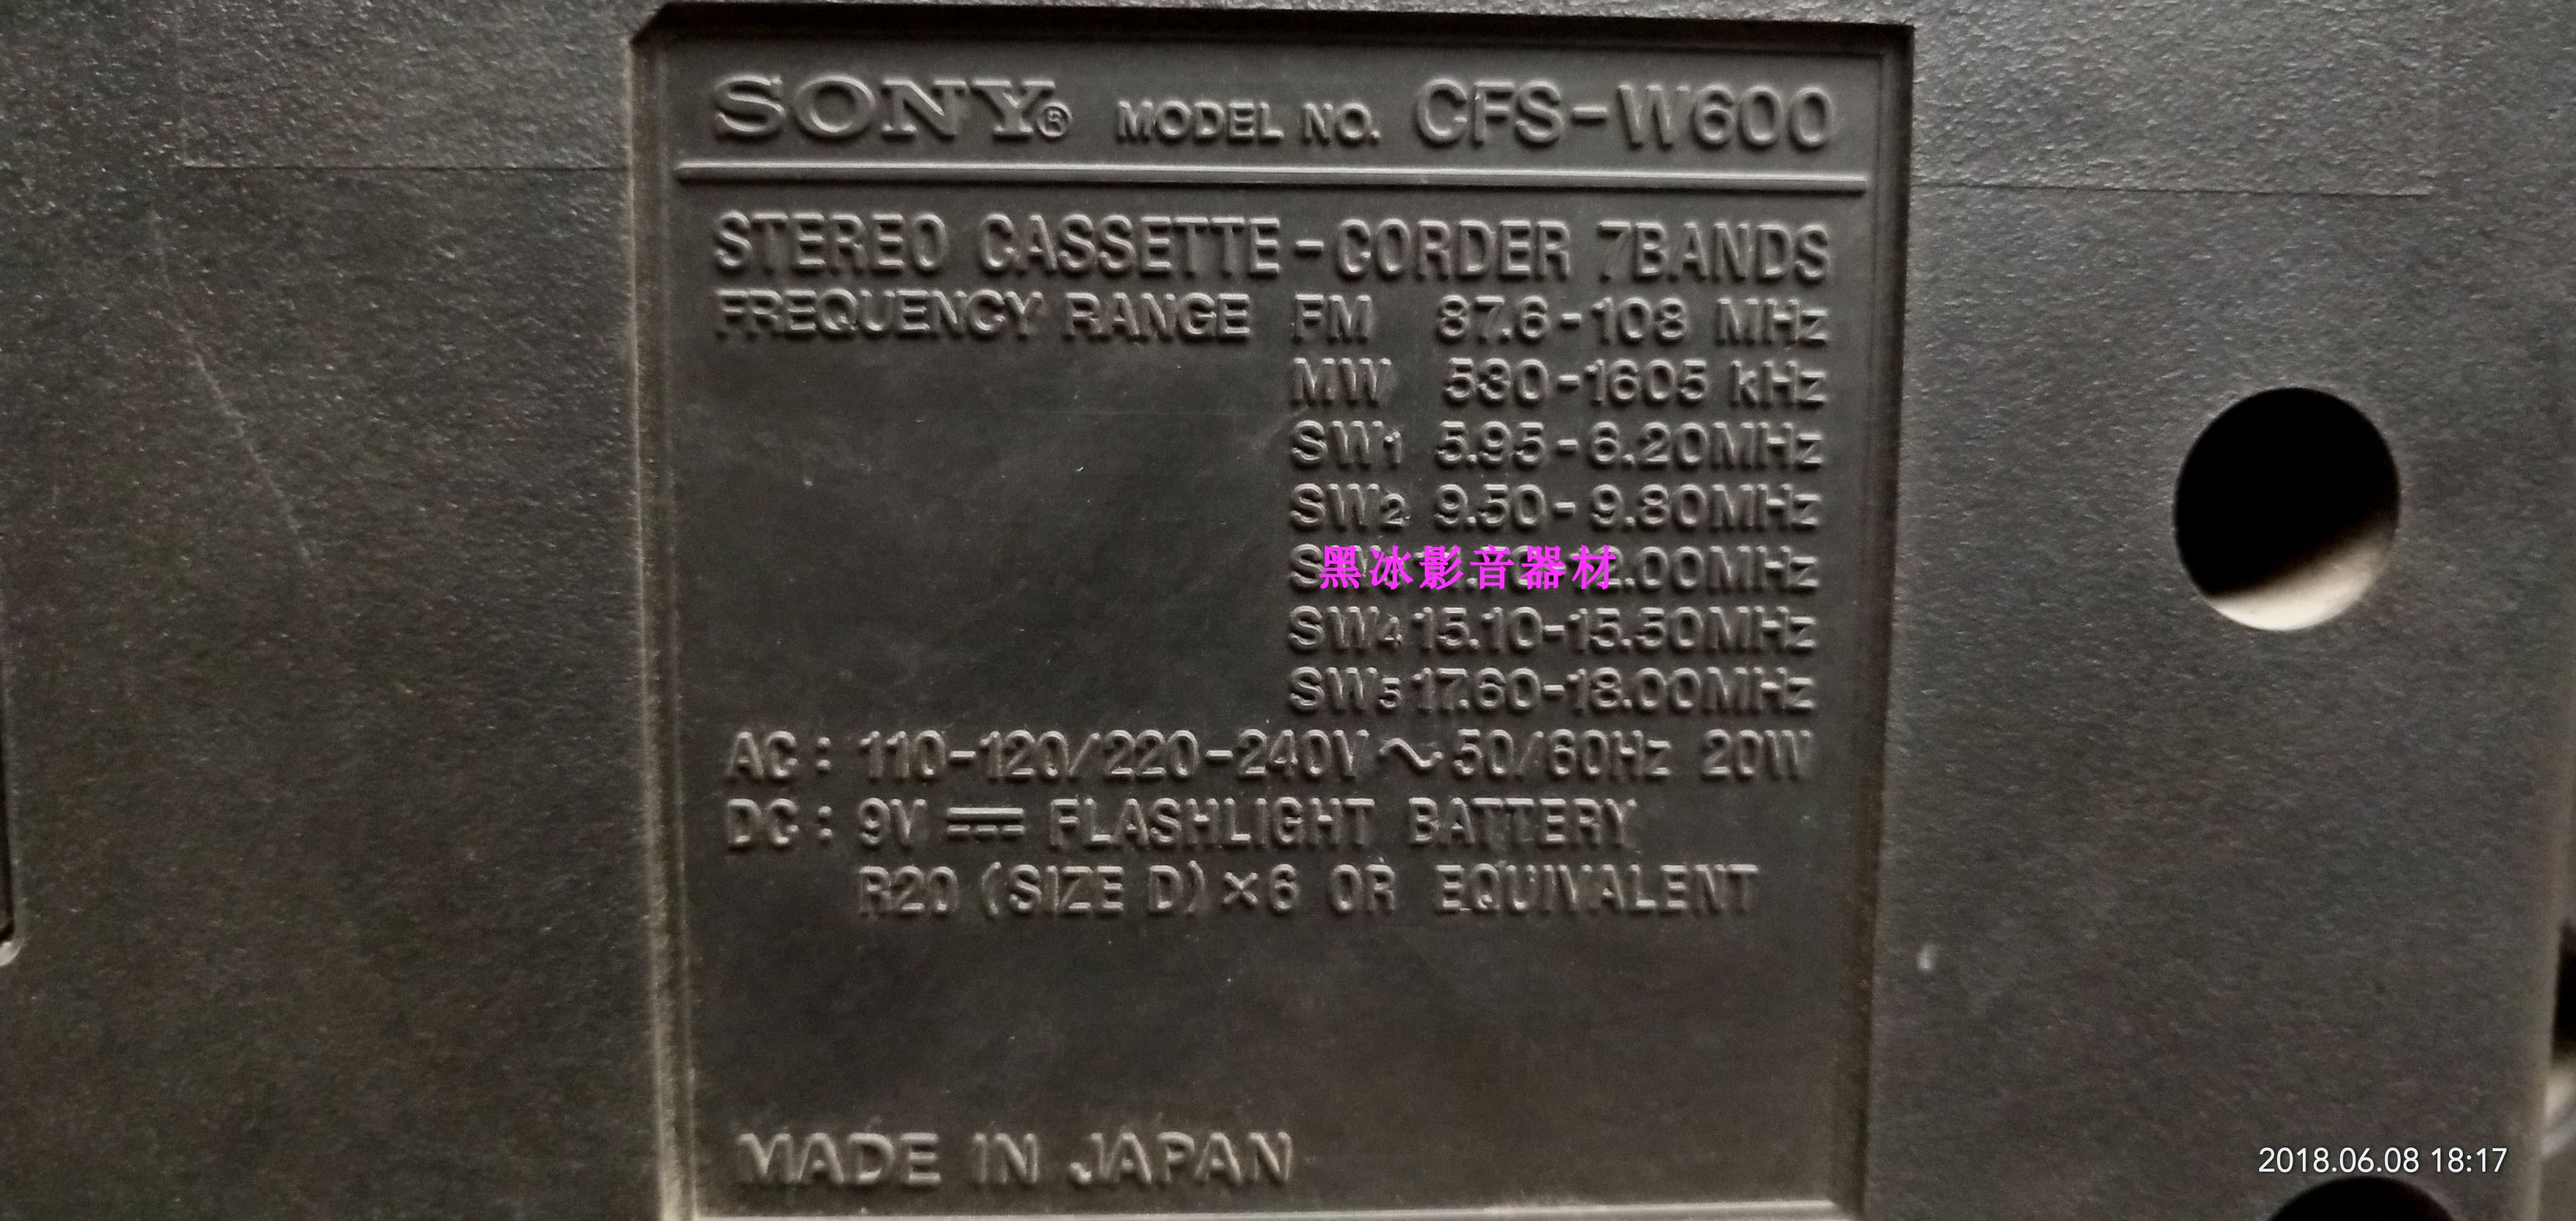 SONY® MODEL NO. CFS-W600
STEREO CASSETTE-CORDER 7BANDS
FREQUENCY RANGE FM 87.6-108 MHz
MW 530-1605 kHz
SW1 5.95-6.20MHz
SW2 9.50-9.80MHz
黑冰影音器材
SW4 15.10-15.50MHz
SW5 17.60-18.00MHz
AC: 110-120/220-240V ~ 50/60Hz 20W
DC: 9V ⎓ FLASHLIGHT BATTERY
R20 (SIZE D) ×6 OR EQUIVALENT
MADE IN JAPAN
2018.06.08 18:17